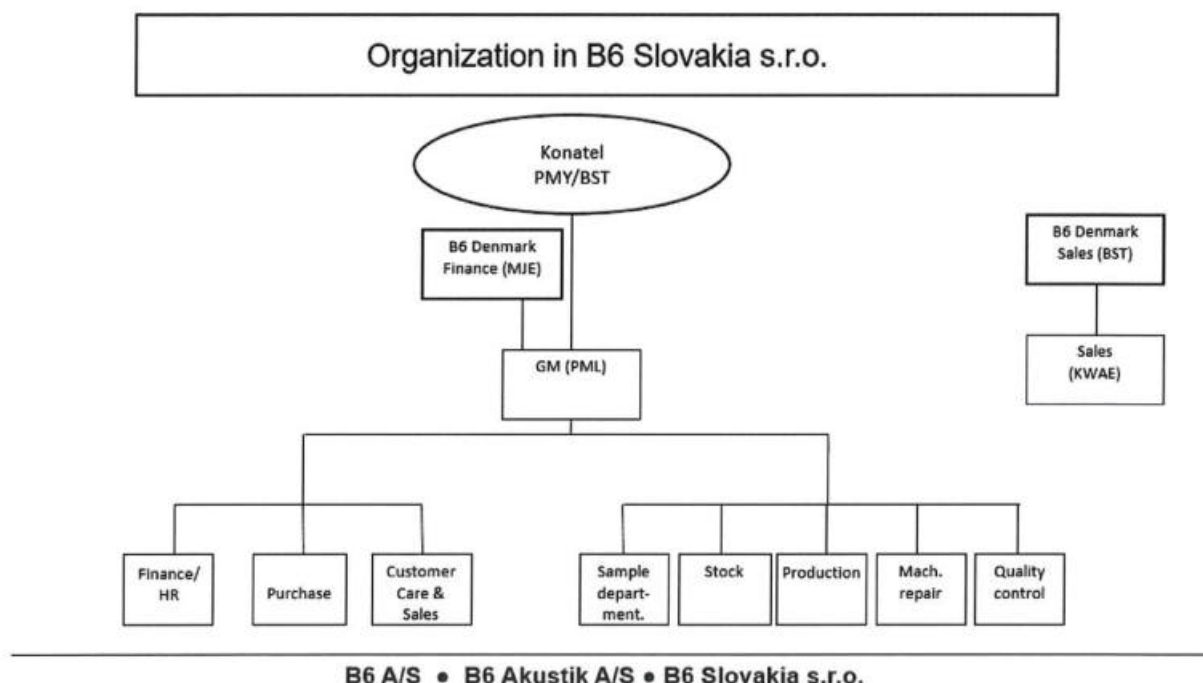 Organization in B6 Slovakia s.r.o.
Konatel
PMY/BST
B6 Denmark
Finance (MJE)
B6 Denmark
Sales (BST)
GM (PML)
Sales
(KWAE)
Finance/
HR
Purchase
Customer
Care &
Sales
Sample
depart-
ment.
Stock
Production
Mach.
repair
Quality
control
B6 A/S • B6 Akustik A/S • B6 Slovakia s.r.o.